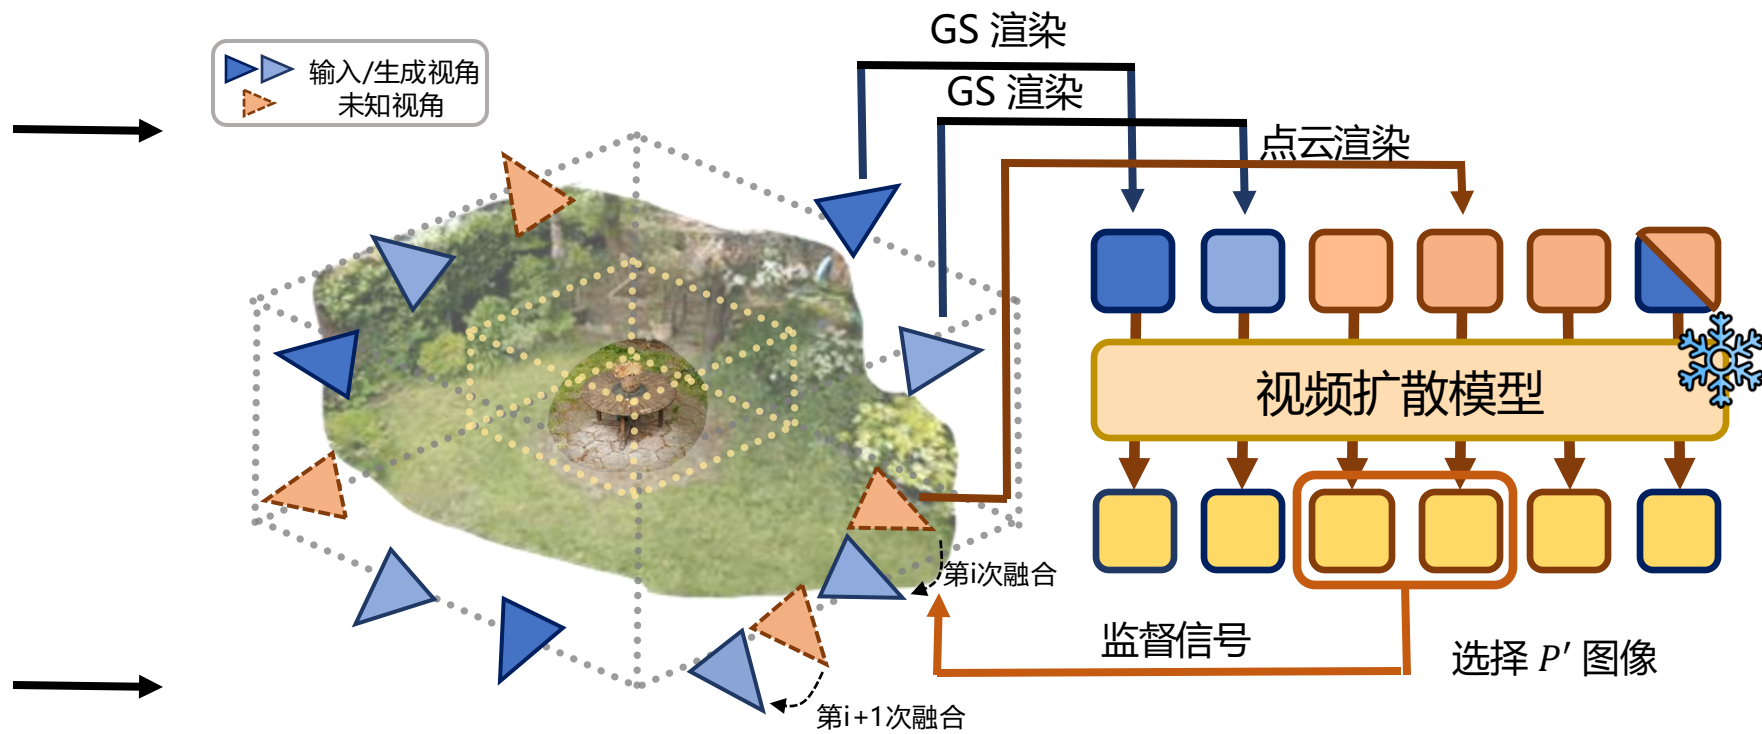 GS 渲染
输入/生成视角
未知视角
GS 渲染
点云渲染
视频扩散模型
第i次融合
监督信号
选择 P′ 图像
第i+1次融合